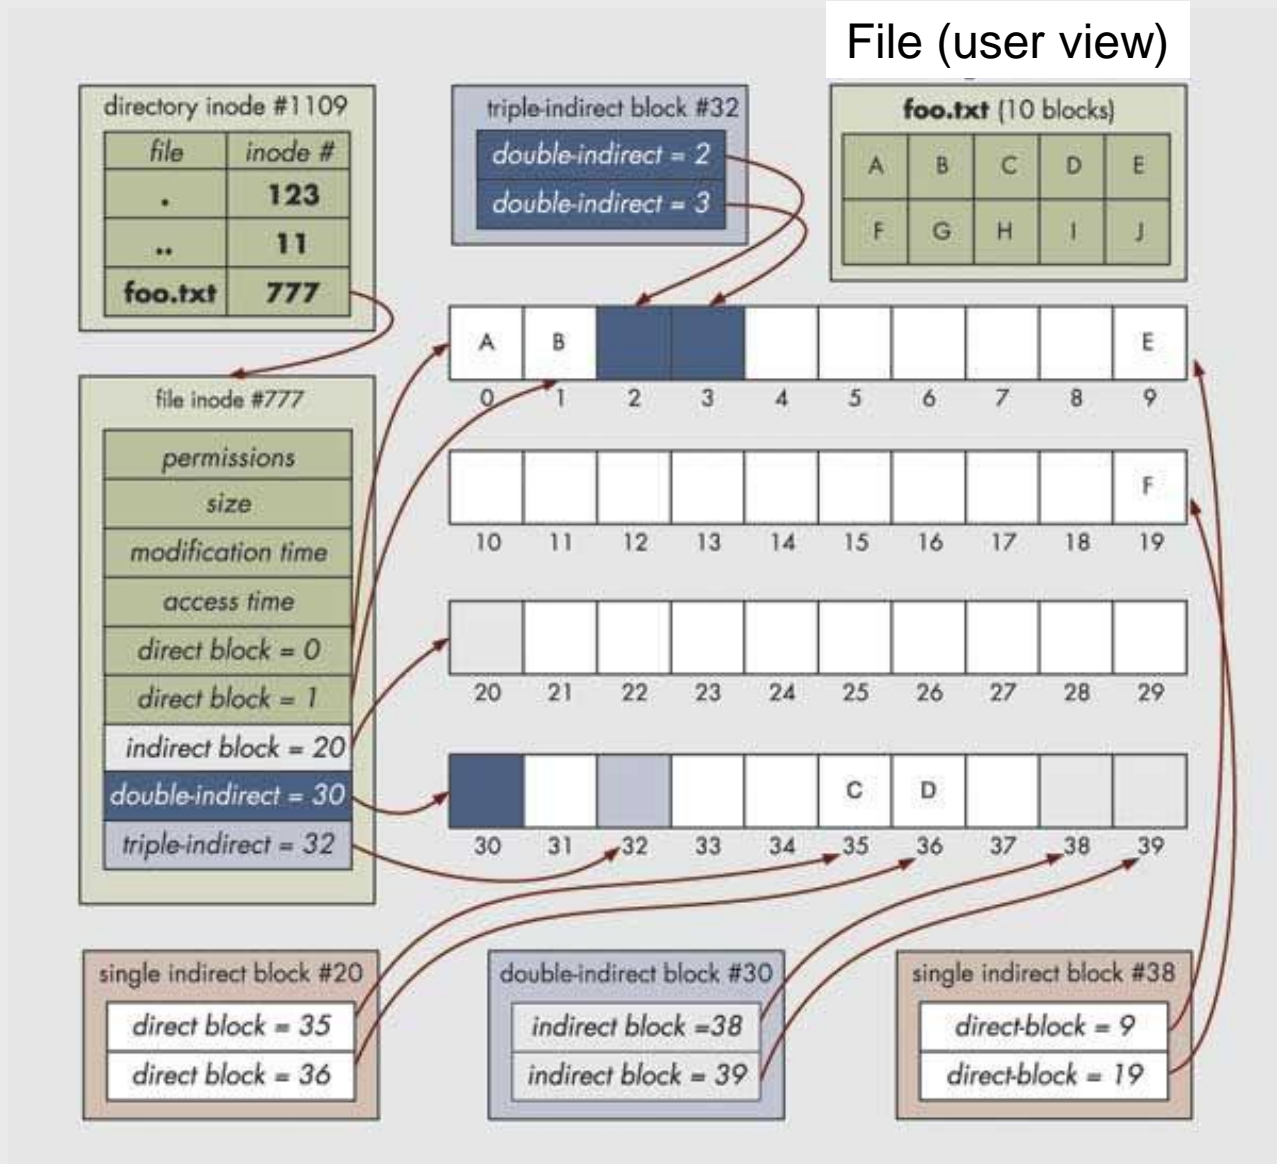 File (user view)
directory inode #1109
file inode #
. 123
.. 11
foo.txt 777
triple-indirect block #32
double-indirect = 2
double-indirect = 3
foo.txt (10 blocks)
A B C D E
F G H I J
A B E
0 1 2 3 4 5 6 7 8 9
F
10 11 12 13 14 15 16 17 18 19
20 21 22 23 24 25 26 27 28 29
C D
30 31 32 33 34 35 36 37 38 39
file inode #777
permissions
size
modification time
access time
direct block = 0
direct block = 1
indirect block = 20
double-indirect = 30
triple-indirect = 32
single indirect block #20
direct block = 35
direct block = 36
double-indirect block #30
indirect block =38
indirect block = 39
single indirect block #38
direct-block = 9
direct-block = 19